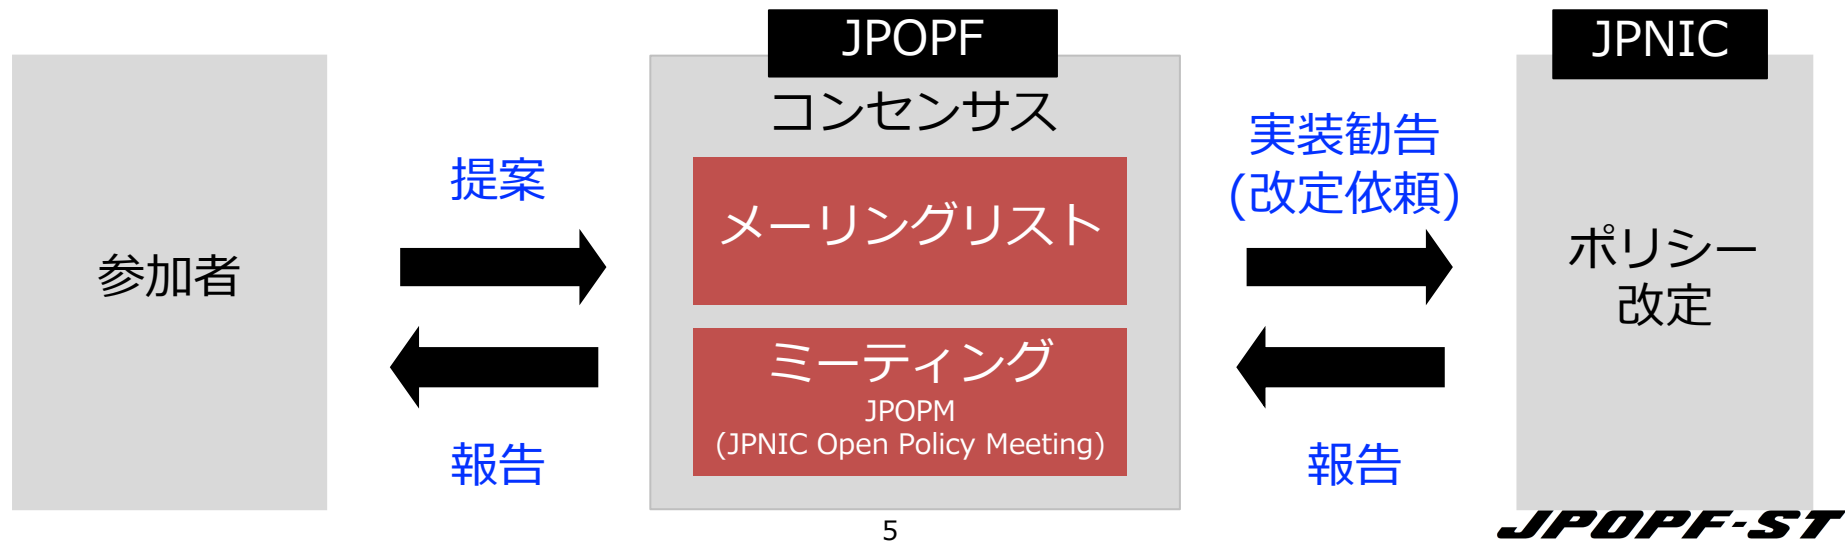 参加者
提案
報告
JPOPF
コンセンサス
メーリングリスト
ミーティング
JPOPM
(JPNIC Open Policy Meeting)
実装勧告
(改定依頼)
報告
JPNIC
ポリシー
改定
5
JPOPF-ST